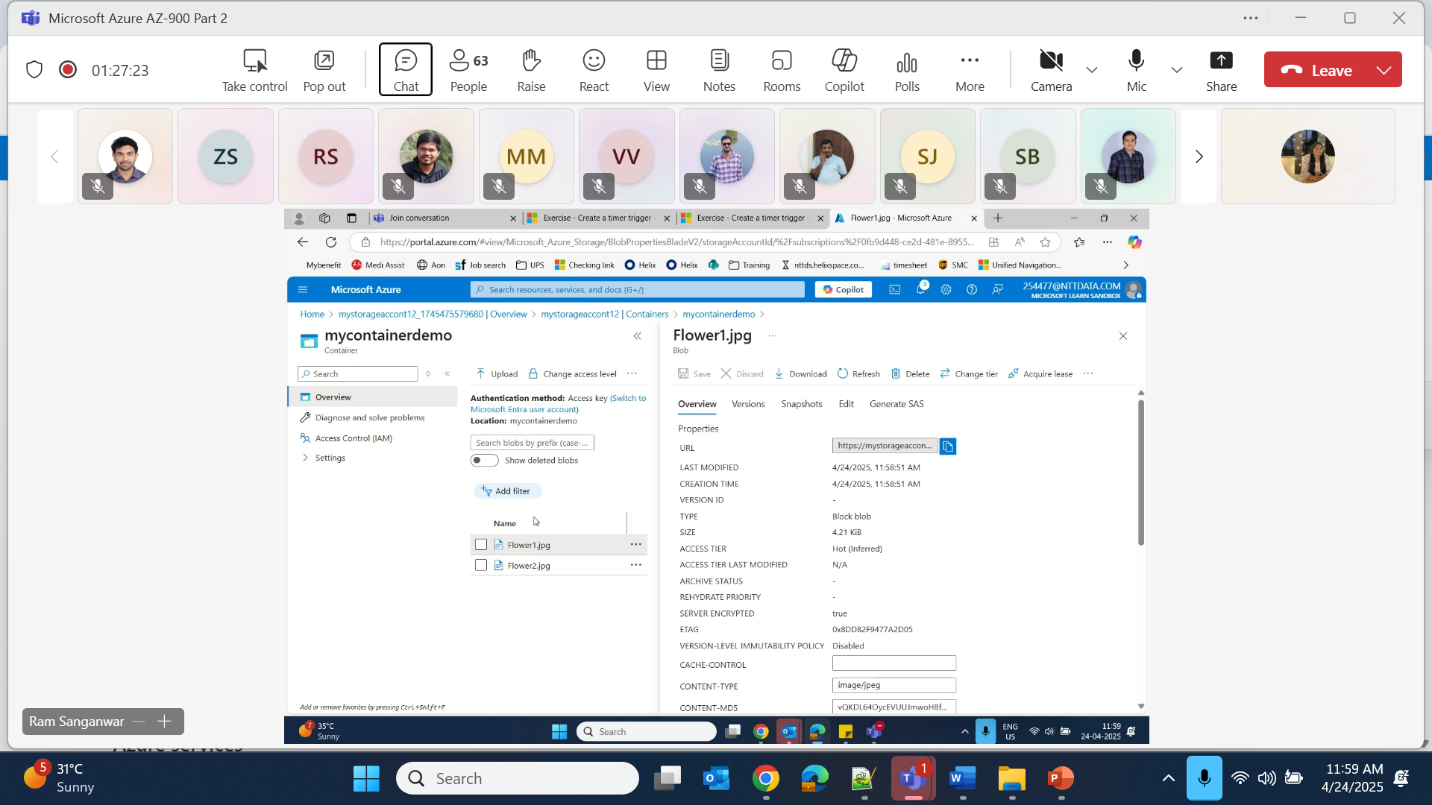 Microsoft Azure AZ-900 Part 2
01:27:23
Take control
Pop out
Chat
63
People
Raise
React
View
Notes
Rooms
Copilot
Polls
More
Camera
Mic
Share
Leave
ZS
RS
MM
VV
SJ
SB
Join conversation
Exercise - Create a timer trigger -
Exercise - Create a timer trigger -
Flower1.jpg - Microsoft Azure
https://portal.azure.com/#view/Microsoft_Azure_Storage/BlobPropertiesBladeV2/storageAccountId/%2Fsubscriptions%2F0fb9d448-ce2d-481e-8955...
Mybenefit
Medi Assist
Aon
Job search
UPS
Checking link
Helix
Helix
Training
nttds.helixspace.co...
timesheet
SMC
Unified Navigation...
Microsoft Azure
Search resources, services, and docs (G+/)
Copilot
3
254477@NTTDATA.COM
MICROSOFT LEARN SANDBOX
Home > mystorageaccont12_1745475579680 | Overview > mystorageaccont12 | Containers > mycontainerdemo >
mycontainerdemo
Container
Search
Overview
Diagnose and solve problems
Access Control (IAM)
Settings
Upload
Change access level
Authentication method: Access key (Switch to
Microsoft Entra user account)
Location: mycontainerdemo
Search blobs by prefix (case-...
Show deleted blobs
Add filter
Name
Flower1.jpg
Flower2.jpg
Flower1.jpg
Blob
Save
Discard
Download
Refresh
Delete
Change tier
Acquire lease
Overview
Versions
Snapshots
Edit
Generate SAS
Properties
URL https://mystorageaccon...
LAST MODIFIED 4/24/2025, 11:58:51 AM
CREATION TIME 4/24/2025, 11:58:51 AM
VERSION ID -
TYPE Block blob
SIZE 4.21 KiB
ACCESS TIER Hot (Inferred)
ACCESS TIER LAST MODIFIED N/A
ARCHIVE STATUS -
REHYDRATE PRIORITY -
SERVER ENCRYPTED true
ETAG 0x8DD82F9477A2D05
VERSION-LEVEL IMMUTABILITY POLICY Disabled
CACHE-CONTROL
CONTENT-TYPE image/jpeg
CONTENT-MD5 vQKDL64OycEVUUJmwoH8f...
Add or remove favorites by pressing Ctrl+Shift+F
Ram Sanganwar
7
35°C
Sunny
Search
ENG
US
11:59
24-04-2025
Azure services
5
31°C
Sunny
Search
1
11:59 AM
4/24/2025